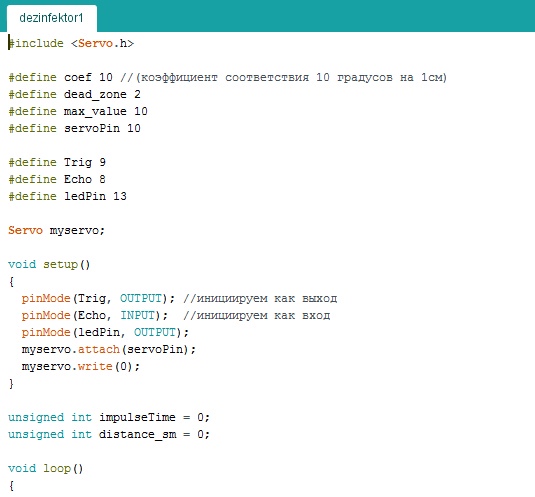 dezinfektor1
#include <Servo.h>
#define coef 10 //(коэффициент соответствия 10 градусов на 1см)
#define dead_zone 2
#define max_value 10
#define servoPin 10
#define Trig 9
#define Echo 8
#define ledPin 13
Servo myservo;
void setup()
{
  pinMode(Trig, OUTPUT); //инициируем как выход
  pinMode(Echo, INPUT);  //инициируем как вход
  pinMode(ledPin, OUTPUT);
  myservo.attach(servoPin);
  myservo.write(0);
}
unsigned int impulseTime = 0;
unsigned int distance_sm = 0;
void loop()
{